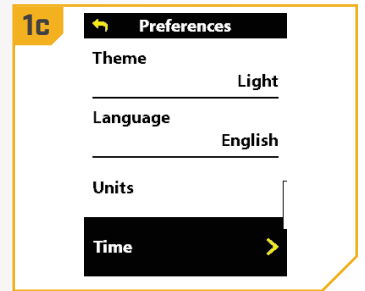 1c
Preferences
Theme
Light
Language
English
Units
Time